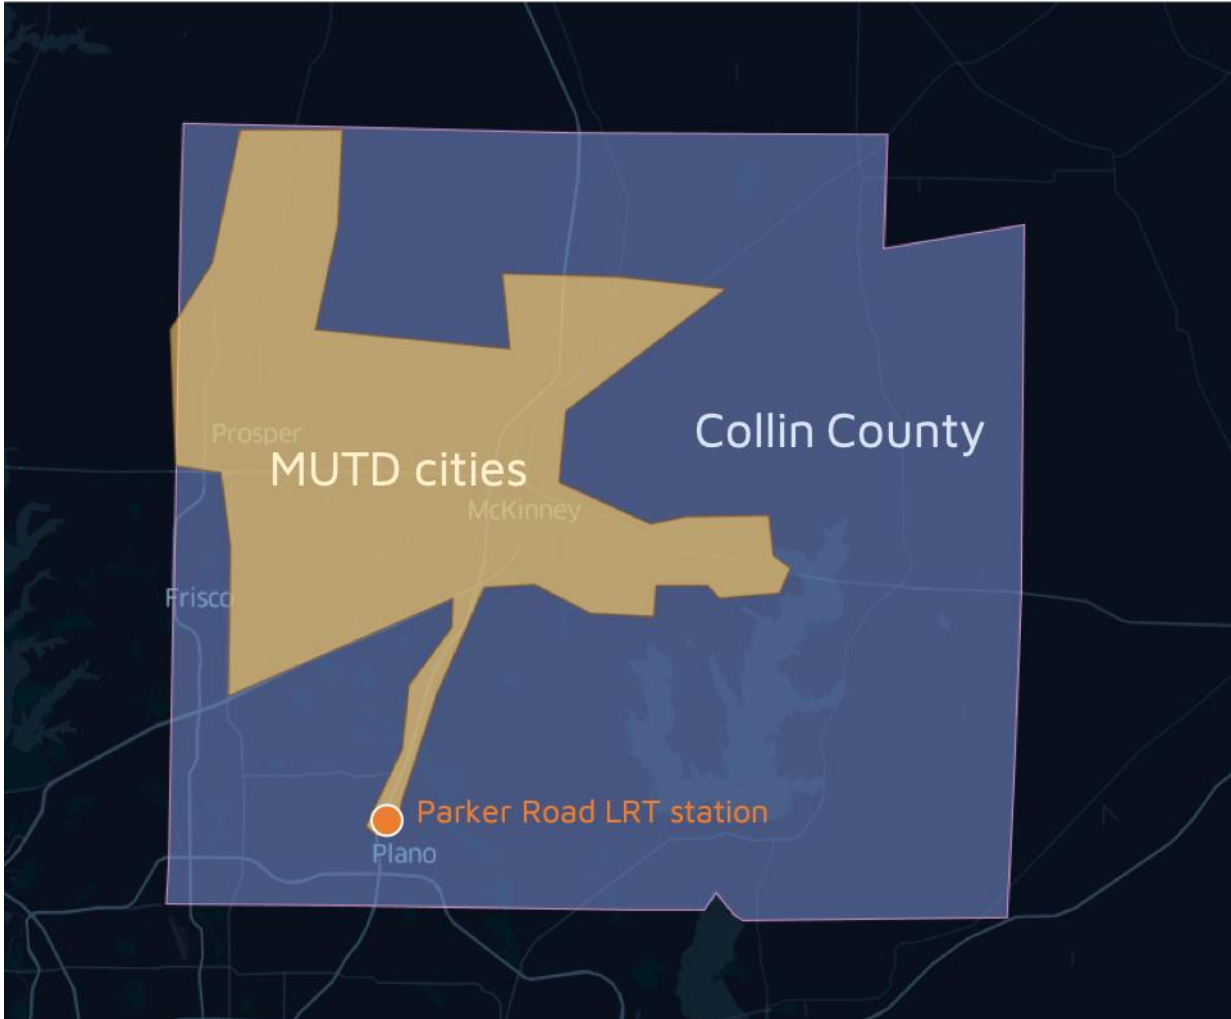 Prosper
MUTD cities
Collin County
McKinney
Frisco
Parker Road LRT station
Plano